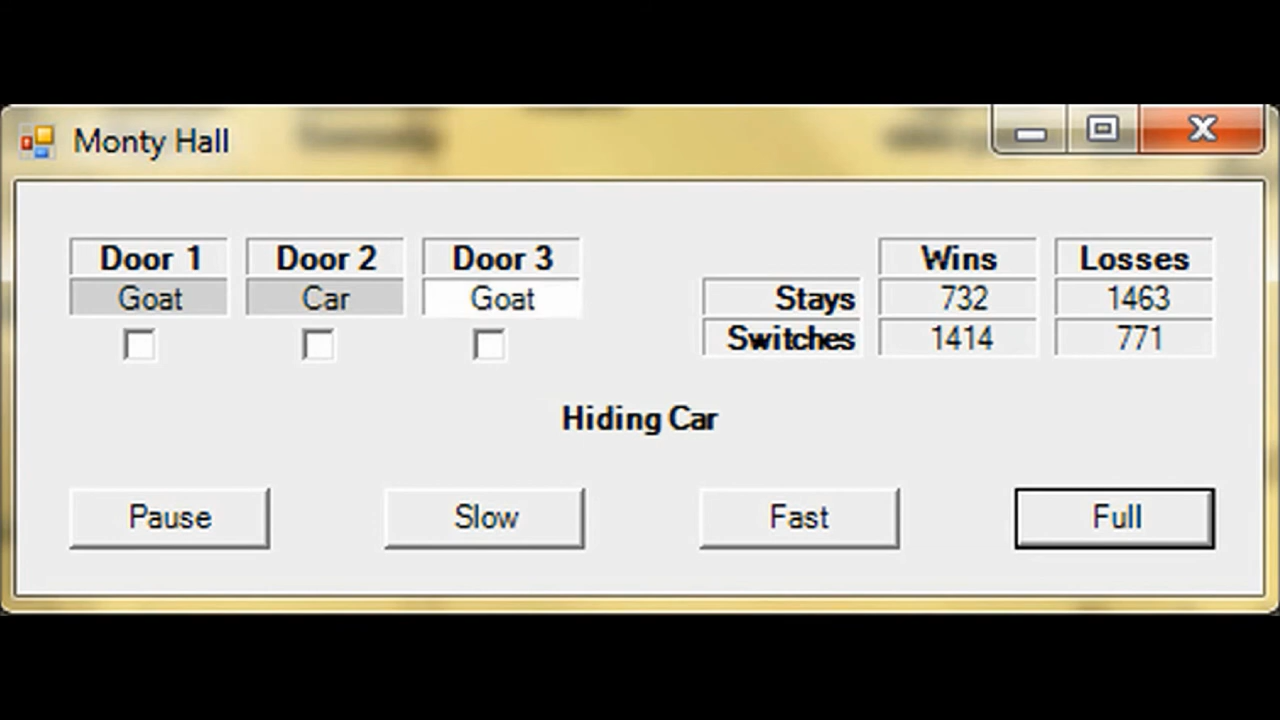 Monty Hall
Door 1 Door 2 Door 3 Wins Losses
Goat Car Goat Stays 732 1463
Switches 1414 771
Hiding Car
Pause Slow Fast Full